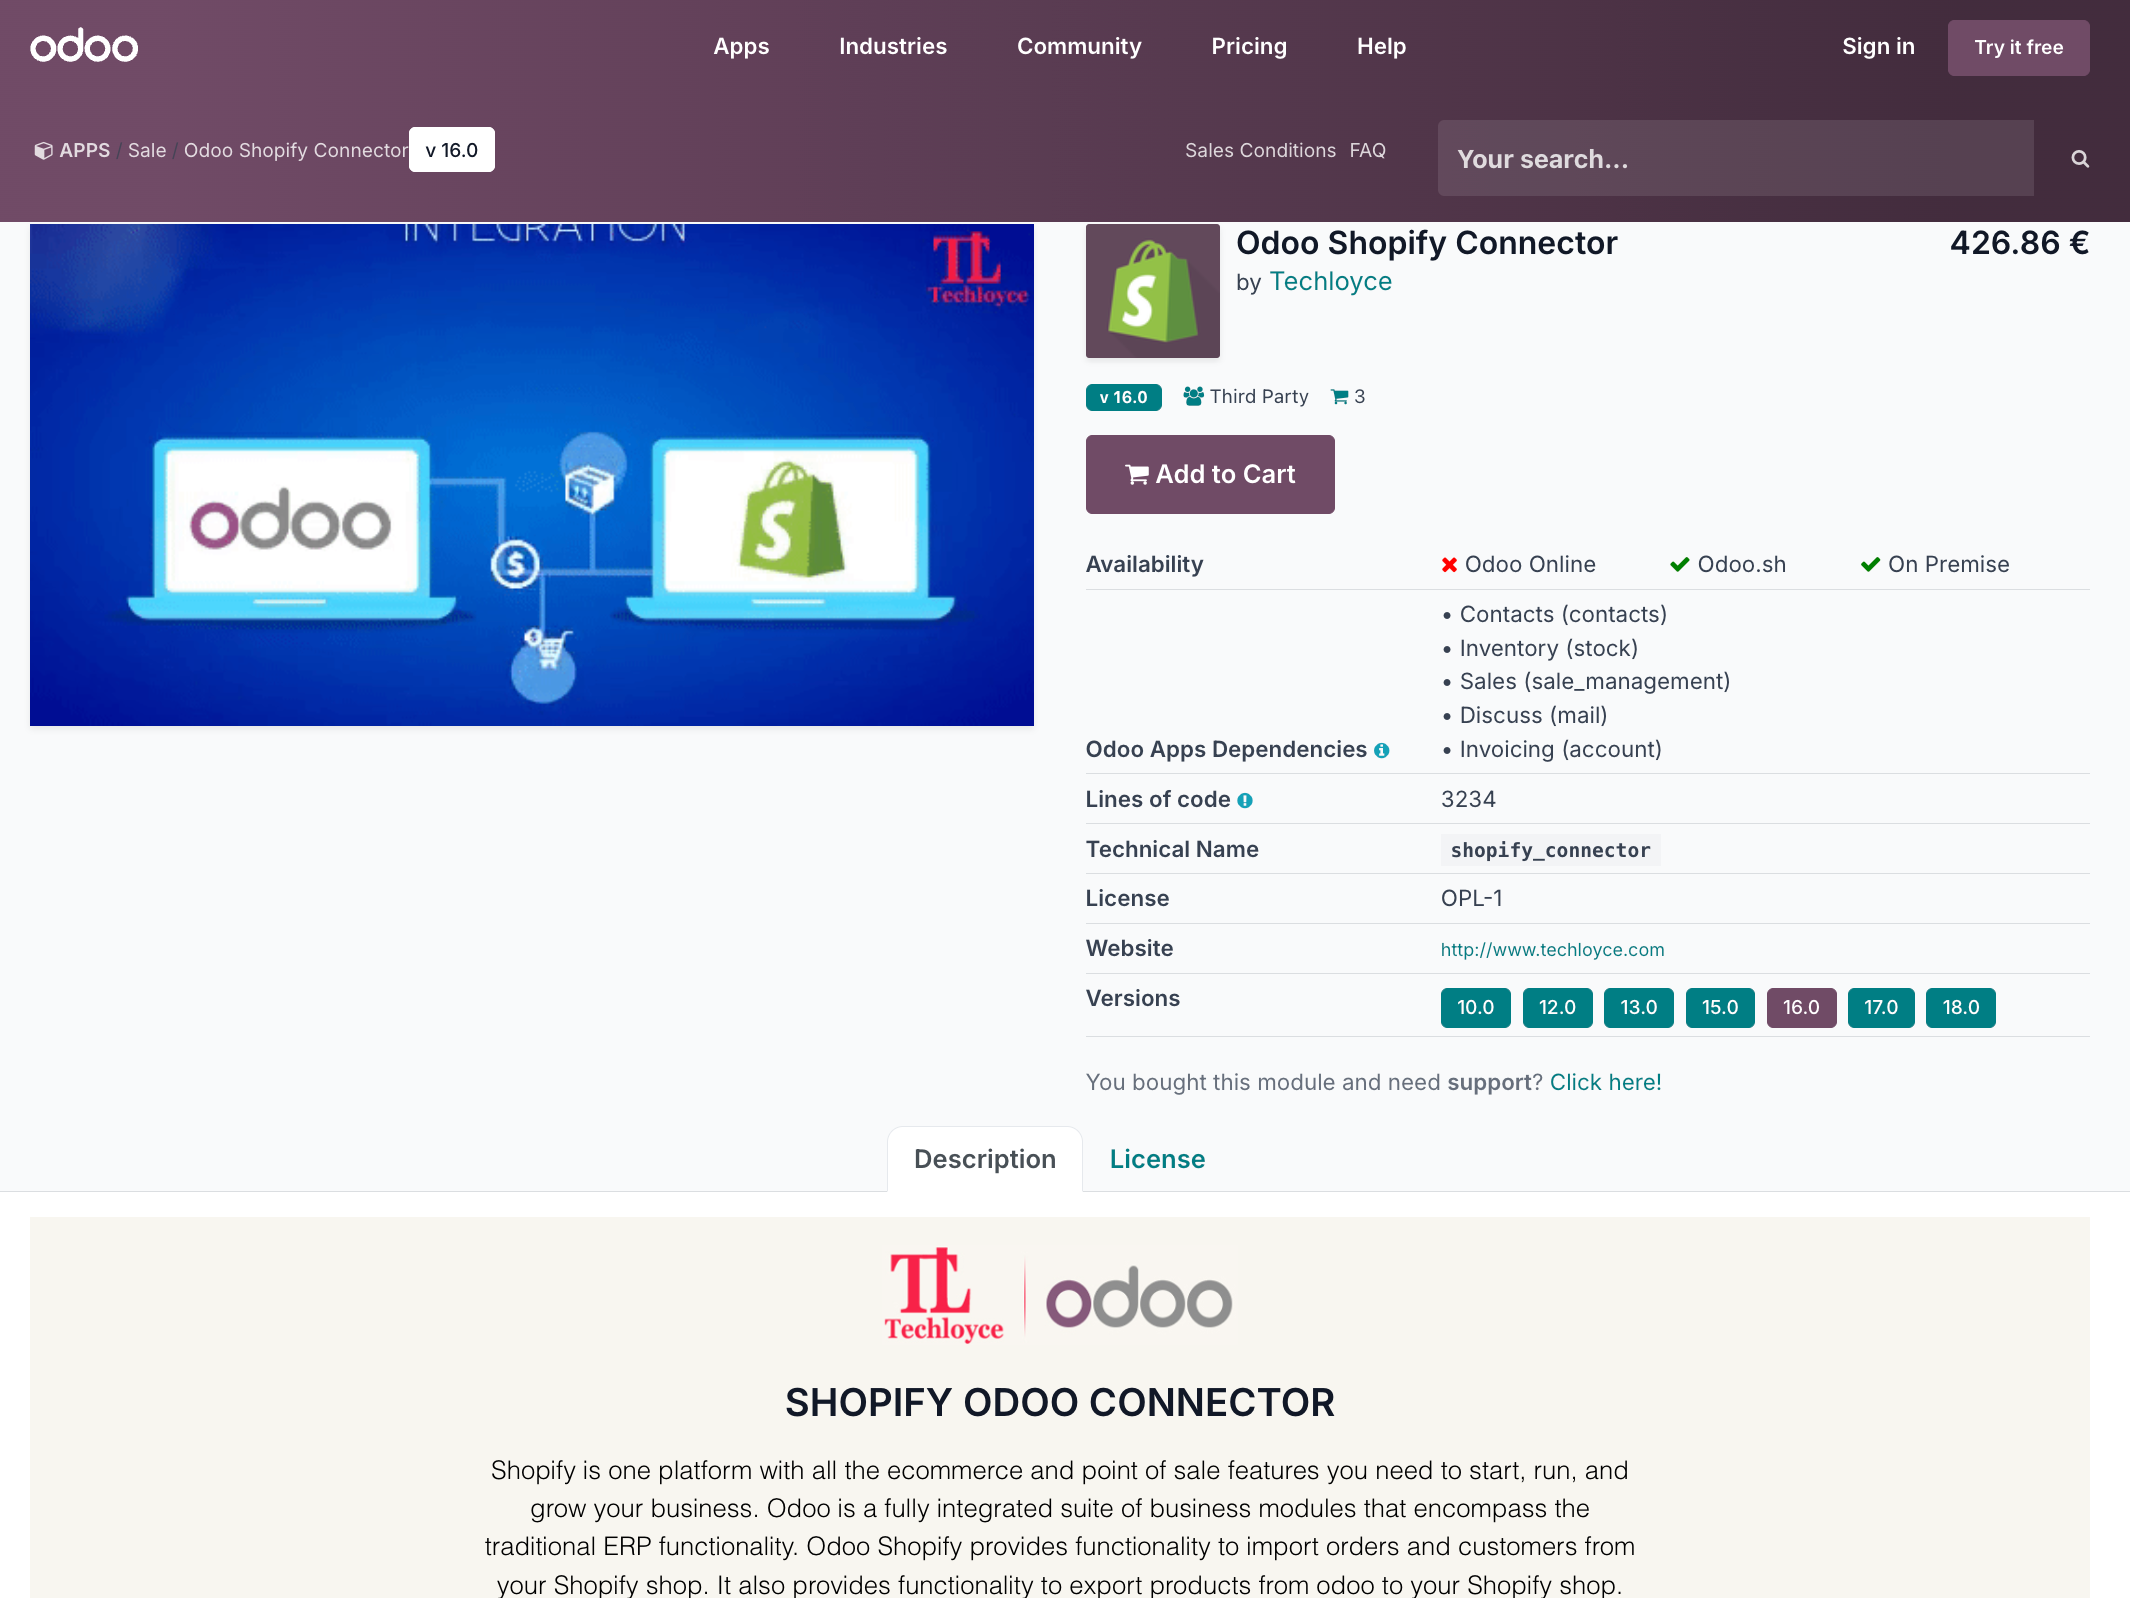 odoo
Apps
Industries
Community
Pricing
Help
Sign in
Try it free
APPS / Sale / Odoo Shopify Connector v 16.0
Sales Conditions FAQ
Your search...
INTEGRATION
TL
Techloyce
odoo
S
$
S
$
S
Odoo Shopify Connector
426.86 €
by Techloyce
v 16.0 Third Party 3
Add to Cart
Availability
Odoo Online Odoo.sh On Premise
Odoo Apps Dependencies
• Contacts (contacts)
• Inventory (stock)
• Sales (sale_management)
• Discuss (mail)
• Invoicing (account)
Lines of code 3234
Technical Name shopify_connector
License OPL-1
Website http://www.techloyce.com
Versions 10.0 12.0 13.0 15.0 16.0 17.0 18.0
You bought this module and need support? Click here!
Description License
TL
Techloyce
odoo
SHOPIFY ODOO CONNECTOR
Shopify is one platform with all the ecommerce and point of sale features you need to start, run, and
grow your business. Odoo is a fully integrated suite of business modules that encompass the
traditional ERP functionality. Odoo Shopify provides functionality to import orders and customers from
your Shopify shop. It also provides functionality to export products from odoo to your Shopify shop.